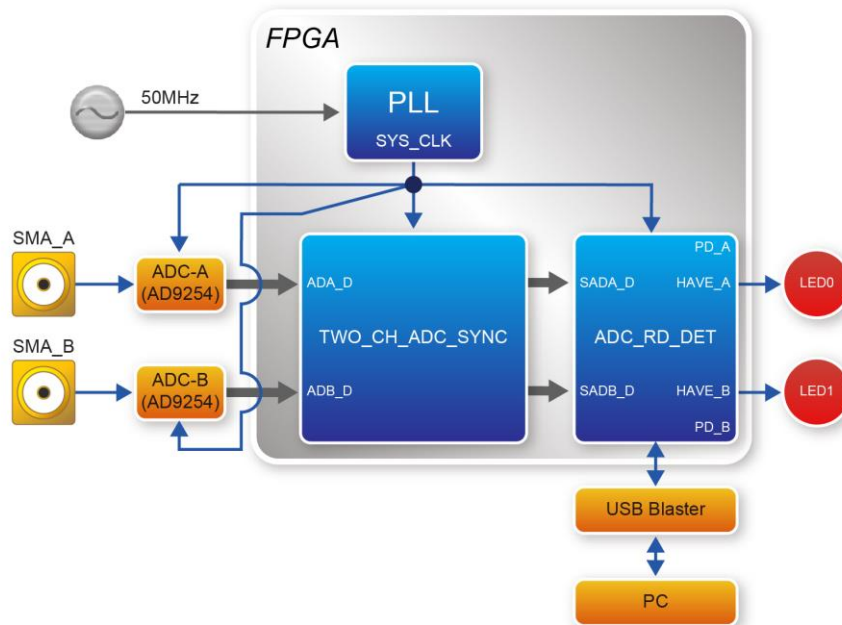 FPGA
50MHz
PLL
SYS_CLK
SMA_A
ADC-A
(AD9254)
SMA_B
ADC-B
(AD9254)
ADA_D
TWO_CH_ADC_SYNC
ADB_D
PD_A
SADA_D
HAVE_A
ADC_RD_DET
SADB_D
HAVE_B
PD_B
LED0
LED1
USB Blaster
PC